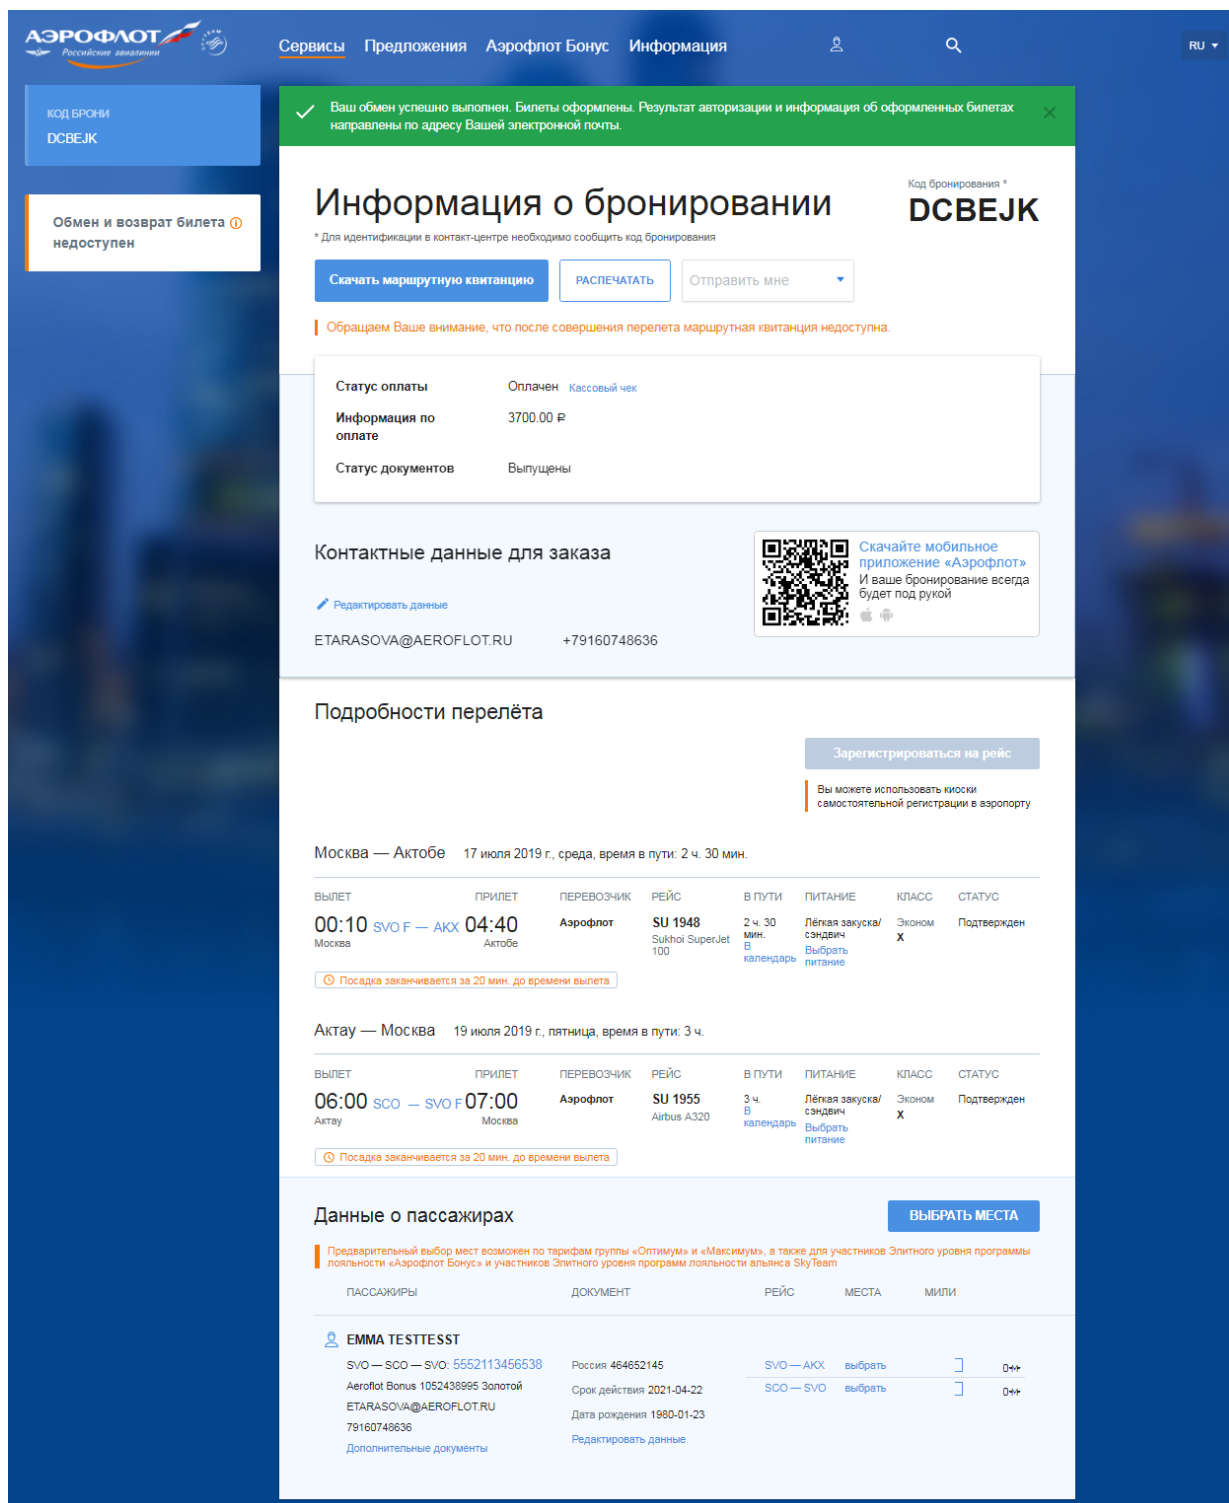 АЭРОФЛОТ
Российские авиалинии
Сервисы Предложения Аэрофлот Бонус Информация
RU
КОД БРОНИ
DCBEJK
Обмен и возврат билета
недоступен
Ваш обмен успешно выполнен. Билеты оформлены. Результат авторизации и информация об оформленных билетах
направлены по адресу Вашей электронной почты.
Информация о бронировании
Код бронирования *
DCBEJK
* Для идентификации в контакт-центре необходимо сообщить код бронирования
Скачать маршрутную квитанцию РАСПЕЧАТАТЬ Отправить мне
Обращаем Ваше внимание, что после совершения перелета маршрутная квитанция недоступна.
Статус оплаты Оплачен Кассовый чек
Информация по
оплате
3700.00 ₽
Статус документов Выпущены
Контактные данные для заказа
Редактировать данные
ETARASOVA@AEROFLOT.RU +79160748636
Скачайте мобильное
приложение «Аэрофлот»
И ваше бронирование всегда
будет под рукой
Подробности перелёта
Зарегистрироваться на рейс
Вы можете использовать киоски
самостоятельной регистрации в аэропорту
Москва — Актобе 17 июля 2019 г., среда, время в пути: 2 ч. 30 мин.
ВЫЛЕТ ПРИЛЕТ ПЕРЕВОЗЧИК РЕЙС В ПУТИ ПИТАНИЕ КЛАСС СТАТУС
00:10 SVO F — AKX 04:40
Москва Актобе
Аэрофлот
SU 1948
Sukhoi SuperJet
100
2 ч. 30
мин.
В
календарь
Лёгкая закуска/
сэндвич
Выбрать
питание
Эконом
X
Подтвержден
Посадка заканчивается за 20 мин. до времени вылета
Актау — Москва 19 июля 2019 г., пятница, время в пути: 3 ч.
ВЫЛЕТ ПРИЛЕТ ПЕРЕВОЗЧИК РЕЙС В ПУТИ ПИТАНИЕ КЛАСС СТАТУС
06:00 SCO — SVO F 07:00
Актау Москва
Аэрофлот
SU 1955
Airbus A320
3 ч.
В
календарь
Лёгкая закуска/
сэндвич
Выбрать
питание
Эконом
X
Подтвержден
Посадка заканчивается за 20 мин. до времени вылета
Данные о пассажирах
ВЫБРАТЬ МЕСТА
Предварительный выбор мест возможен по тарифам группы «Оптимум» и «Максимум», а также для участников Элитного уровня программы
лояльности «Аэрофлот Бонус» и участников Элитного уровня программ лояльности альянса SkyTeam
ПАССАЖИРЫ ДОКУМЕНТ РЕЙС МЕСТА МИЛИ
EMMA TESTTESST
SVO — SCO — SVO: 5552113456538
Aeroflot Bonus 1052438995 Золотой
ETARASOVA@AEROFLOT.RU
79160748636
Дополнительные документы
Россия 464652145
Срок действия 2021-04-22
Дата рождения 1980-01-23
Редактировать данные
SVO — AKX выбрать
SCO — SVO выбрать